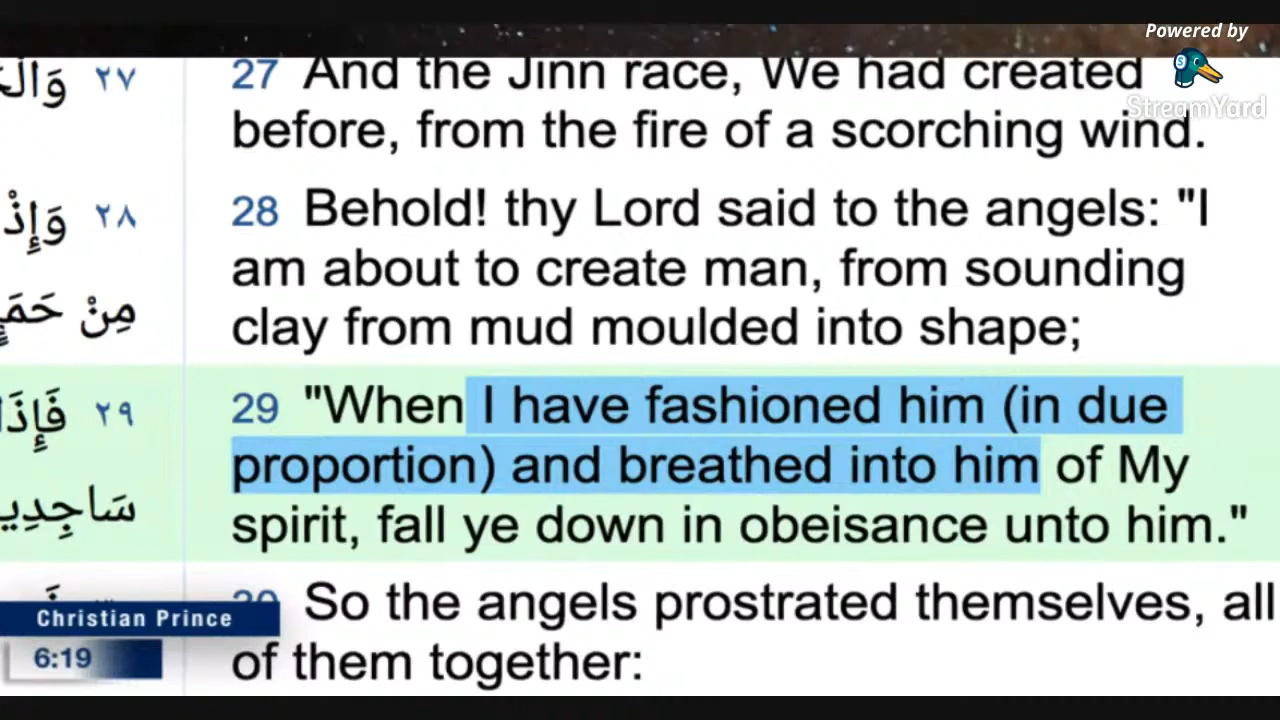 Powered by
StreamYard
٢٧
27 And the Jinn race, We had created
before, from the fire of a scorching wind.
وَإِذْ ٢٨
28 Behold! thy Lord said to the angels: "I
am about to create man, from sounding
مِنْ
clay from mud moulded into shape;
٢٩
29 "When I have fashioned him (in due
proportion) and breathed into him of My
spirit, fall ye down in obeisance unto him."
30 So the angels prostrated themselves, all
of them together:
Christian Prince
6:19